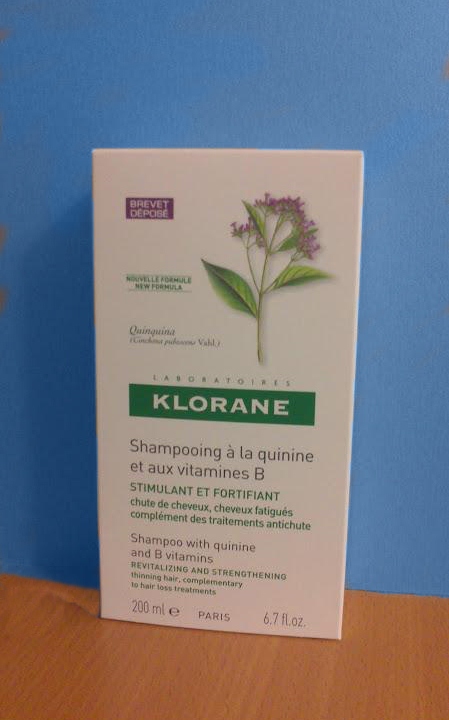 BREVET
DÉPOSÉ
NOUVELLE FORMULE
NEW FORMULA
Quinquina
(Cinchona pubescens Vahl.)
LABORATOIRES
KLORANE
Shampooing à la quinine
et aux vitamines B
STIMULANT ET FORTIFIANT
chute de cheveux, cheveux fatigués
complément des traitements antichute
Shampoo with quinine
and B vitamins
REVITALIZING AND STRENGTHENING
thinning hair, complementary
to hair loss treatments
200 ml ℮ PARIS 6.7 fl.oz.